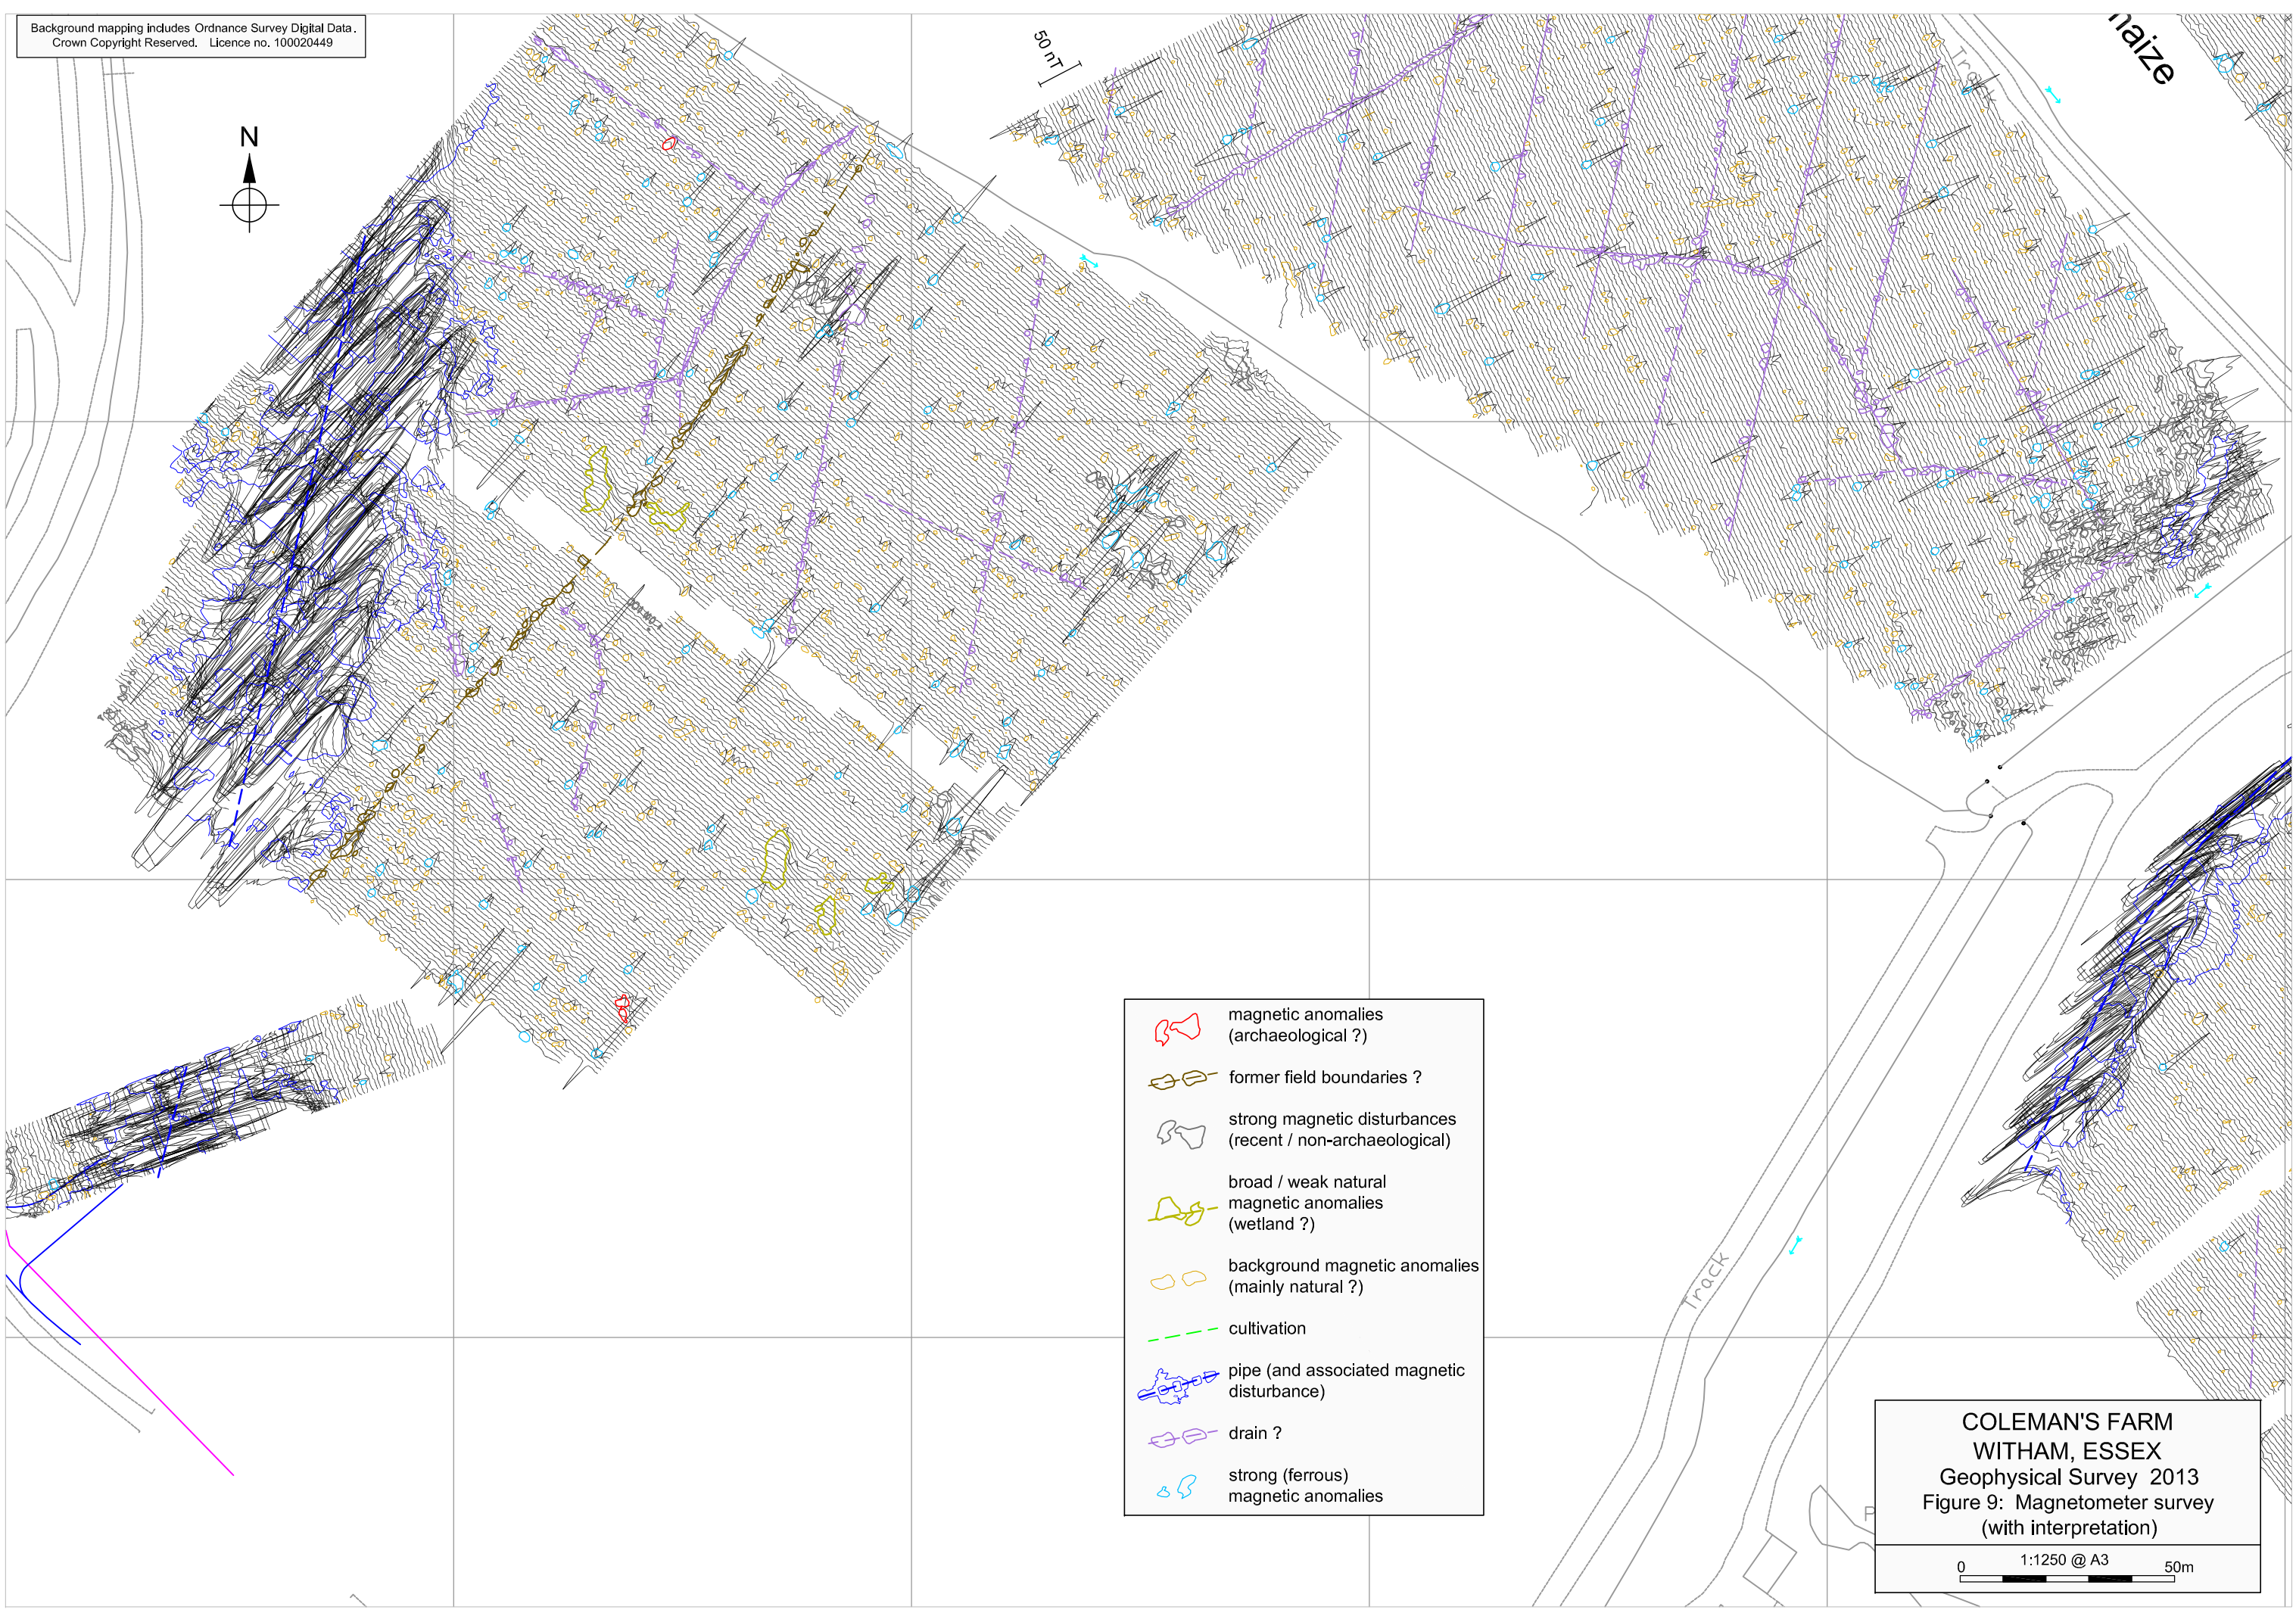 Background mapping includes Ordnance Survey Digital Data.
Crown Copyright Reserved. Licence no. 100020449
N
50 nT
Track
maize
magnetic anomalies
(archaeological ?)
former field boundaries ?
strong magnetic disturbances
(recent / non-archaeological)
broad / weak natural
magnetic anomalies
(wetland ?)
background magnetic anomalies
(mainly natural ?)
cultivation
pipe (and associated magnetic
disturbance)
drain ?
strong (ferrous)
magnetic anomalies
Track
P
COLEMAN'S FARM
WITHAM, ESSEX
Geophysical Survey 2013
Figure 9: Magnetometer survey
(with interpretation)
1:1250 @ A3
0 50m